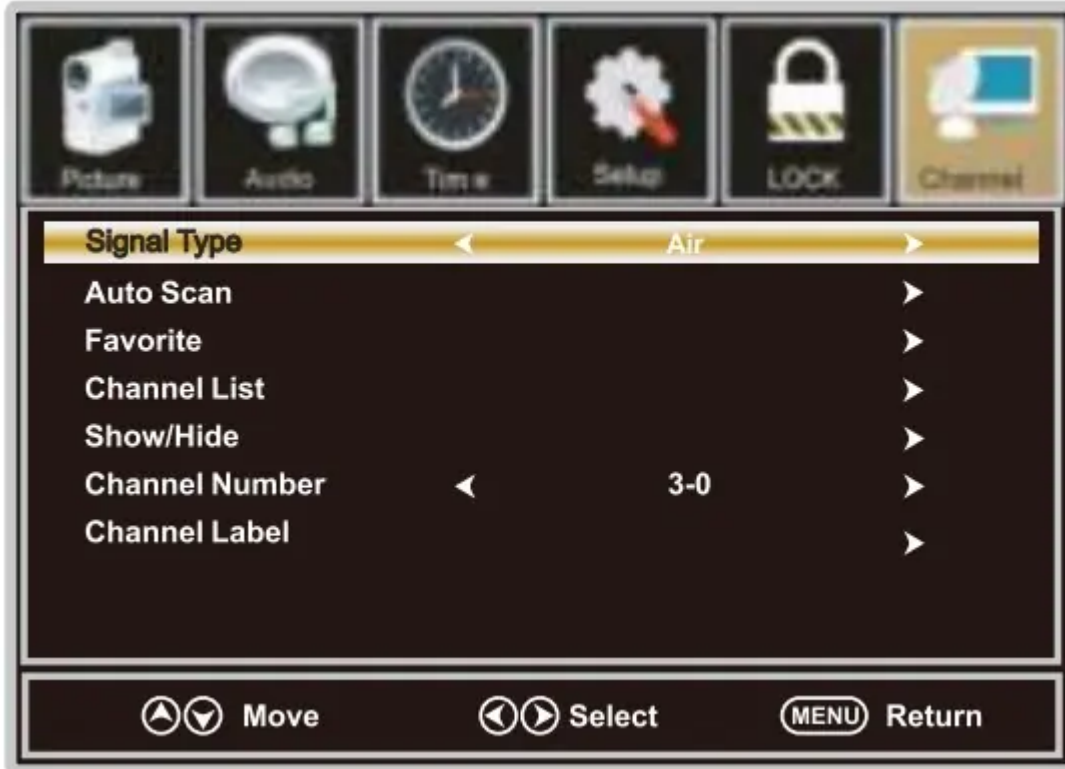 Picture Audio Time Setup LOCK Channel
Signal Type Air
Auto Scan
Favorite
Channel List
Show/Hide
Channel Number 3-0
Channel Label
Move Select MENU Return